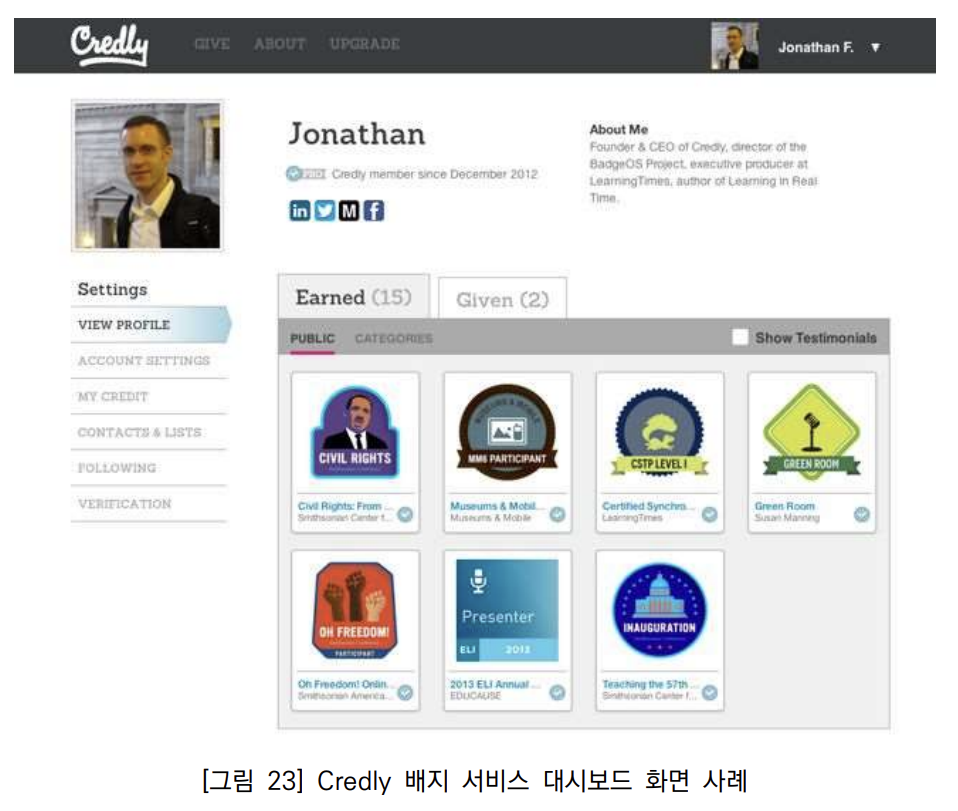 Credly GIVE ABOUT UPGRADE Jonathan F. ▼
Jonathan
PRO Credly member since December 2012
in M f
About Me
Founder & CEO of Credly, director of the
BadgeOS Project, executive producer at
LearningTimes, author of Learning in Real
Time.
Settings
VIEW PROFILE
ACCOUNT SETTINGS
MY CREDIT
CONTACTS & LISTS
FOLLOWING
VERIFICATION
Earned (15) Given (2)
PUBLIC CATEGORIES Show Testimonials
CIVIL RIGHTS
Civil Rights: From ...
Smithsonian Center f...
MUSEUMS & MOBILE
MM6 PARTICIPANT
Museums & Mobil...
Museums & Mobile
CSTP LEVEL I
Certified Synchro...
LearningTimes
GREEN ROOM
Green Room
Susan Manning
OH FREEDOM!
PARTICIPANT
Oh Freedom! Onlin...
Smithsonian America...
Presenter
ELI 2013
2013 ELI Annual ...
EDUCAUSE
INAUGURATION
Teaching the 57th ...
Smithsonian Center f...
[그림 23] Credly 배지 서비스 대시보드 화면 사례